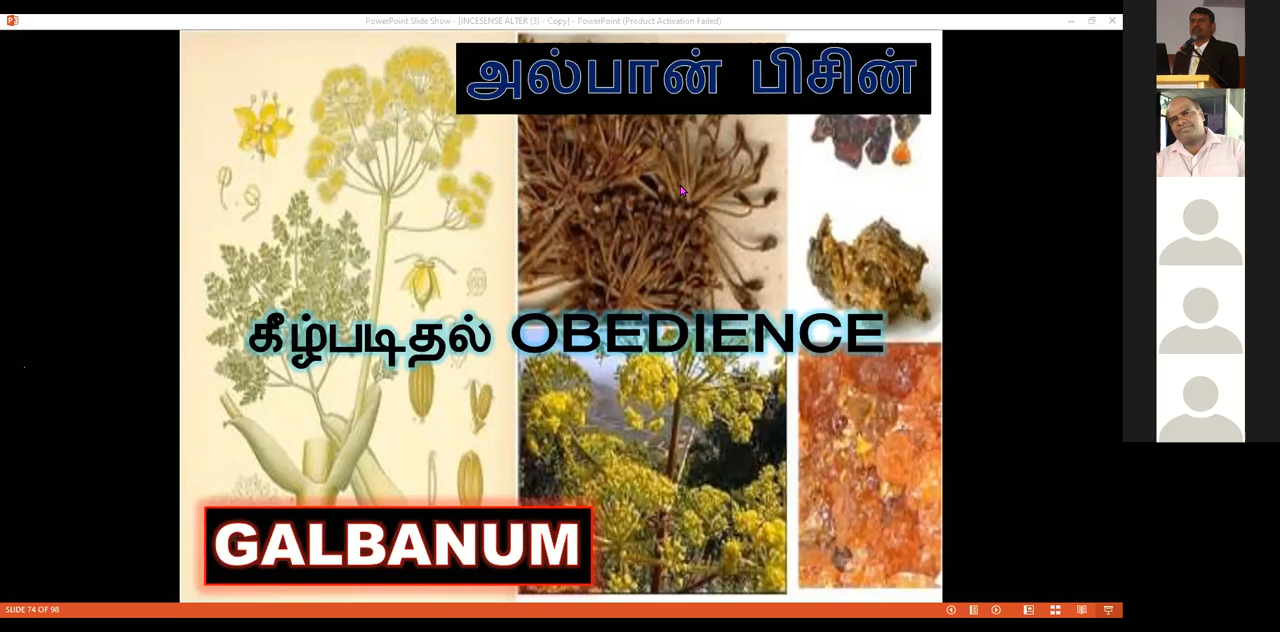 PowerPoint Slide Show - [INCESENSE ALTER (3) - Copy] - PowerPoint (Product Activation Failed)
அல்பான் பிசின்
கீழ்படிதல் OBEDIENCE
GALBANUM
SLIDE 74 OF 98